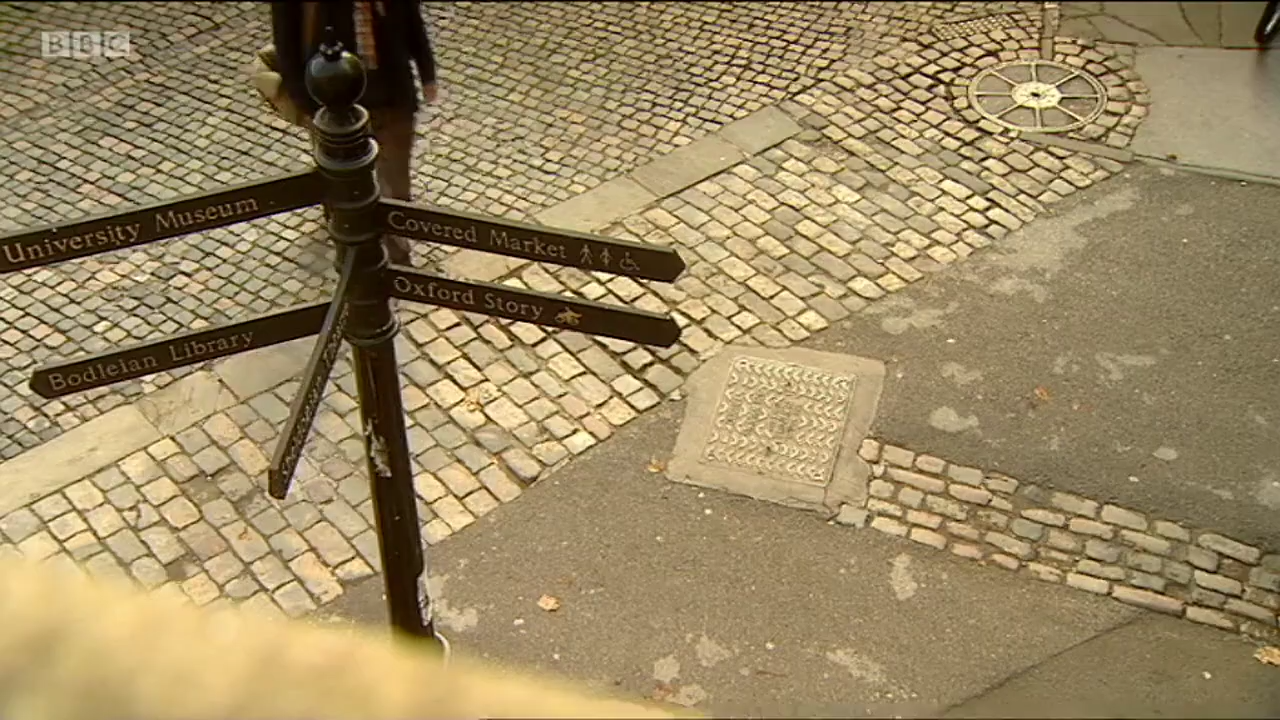 BBC
University Museum
Covered Market
Oxford Story
Bodleian Library